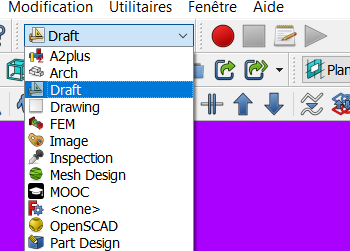 Modification Utilitaires Fenêtre Aide
Draft
A2plus
Arch
Draft
Drawing
FEM
Image
Inspection
Mesh Design
MOOC
<none>
OpenSCAD
Part Design
Plan